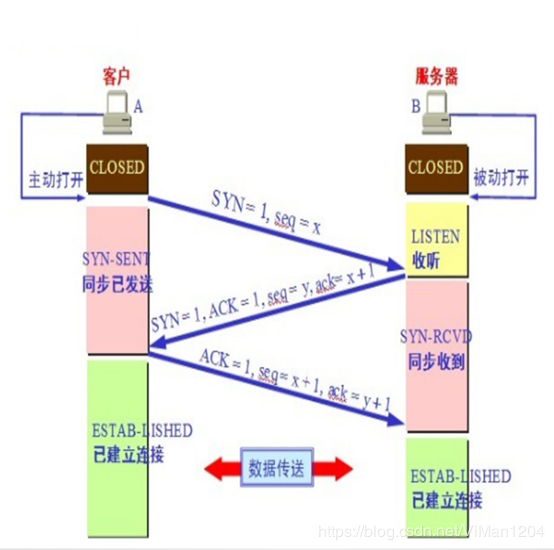 客户
服务器
A
B
CLOSED
CLOSED
主动打开
被动打开
SYN= 1, seq = x
LISTEN
收听
SYN-SENT
同步已发送
SYN= 1, ACK = 1, seq= y, ack= x + 1
SYN-RCVD
同步收到
ACK = 1, seq= x + 1, ack = y + 1
ESTAB-LISHED
已建立连接
数据传送
ESTAB-LISHED
已建立连接
https://blog.csdn.net/ViMan1204